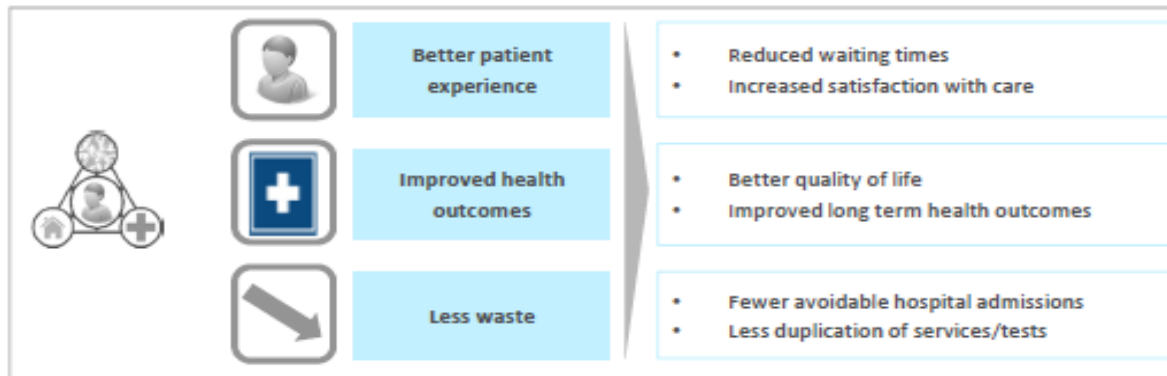 Better patient
experience
• Reduced waiting times
• Increased satisfaction with care
Improved health
outcomes
• Better quality of life
• Improved long term health outcomes
Less waste
• Fewer avoidable hospital admissions
• Less duplication of services/tests